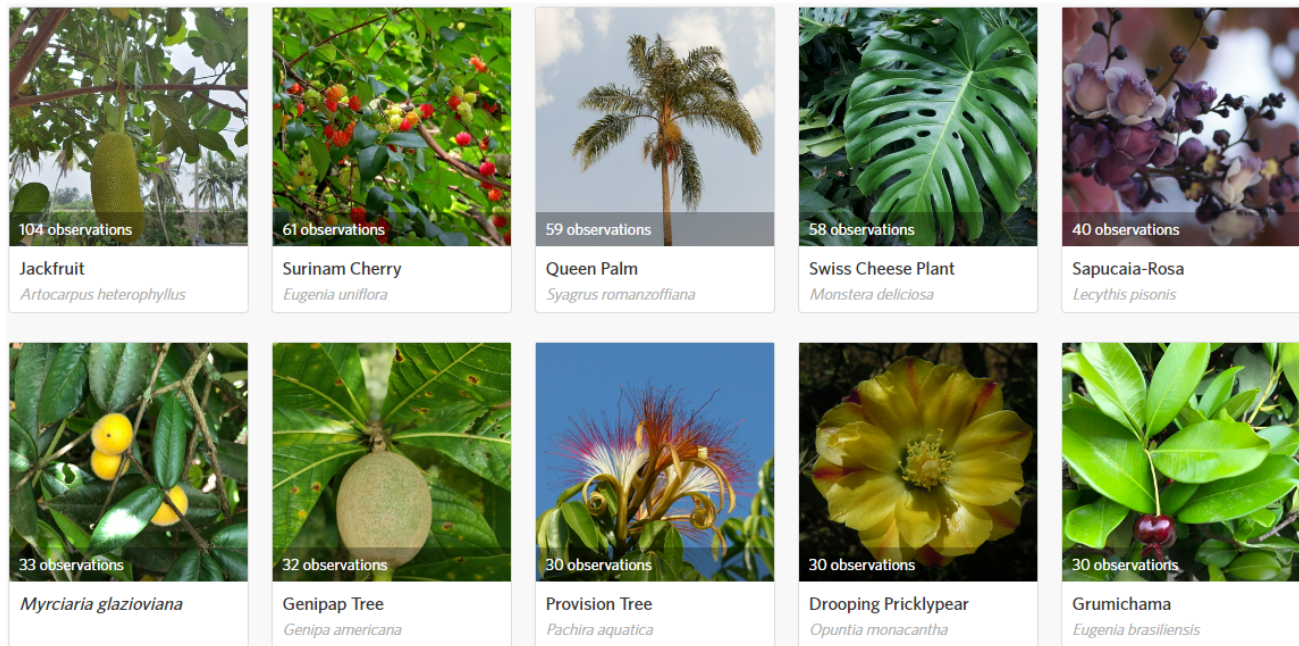 104 observations
61 observations
59 observations
58 observations
40 observations
Jackfruit
Surinam Cherry
Queen Palm
Swiss Cheese Plant
Sapucaia-Rosa
Artocarpus heterophyllus
Eugenia uniflora
Syagrus romanzoffiana
Monstera deliciosa
Lecythis pisonis
33 observations
32 observations
30 observations
30 observations
30 observations
Myrciaria glazioviana
Genipap Tree
Provision Tree
Drooping Pricklypear
Grumichama
Genipa americana
Pachira aquatica
Opuntia monacantha
Eugenia brasiliensis